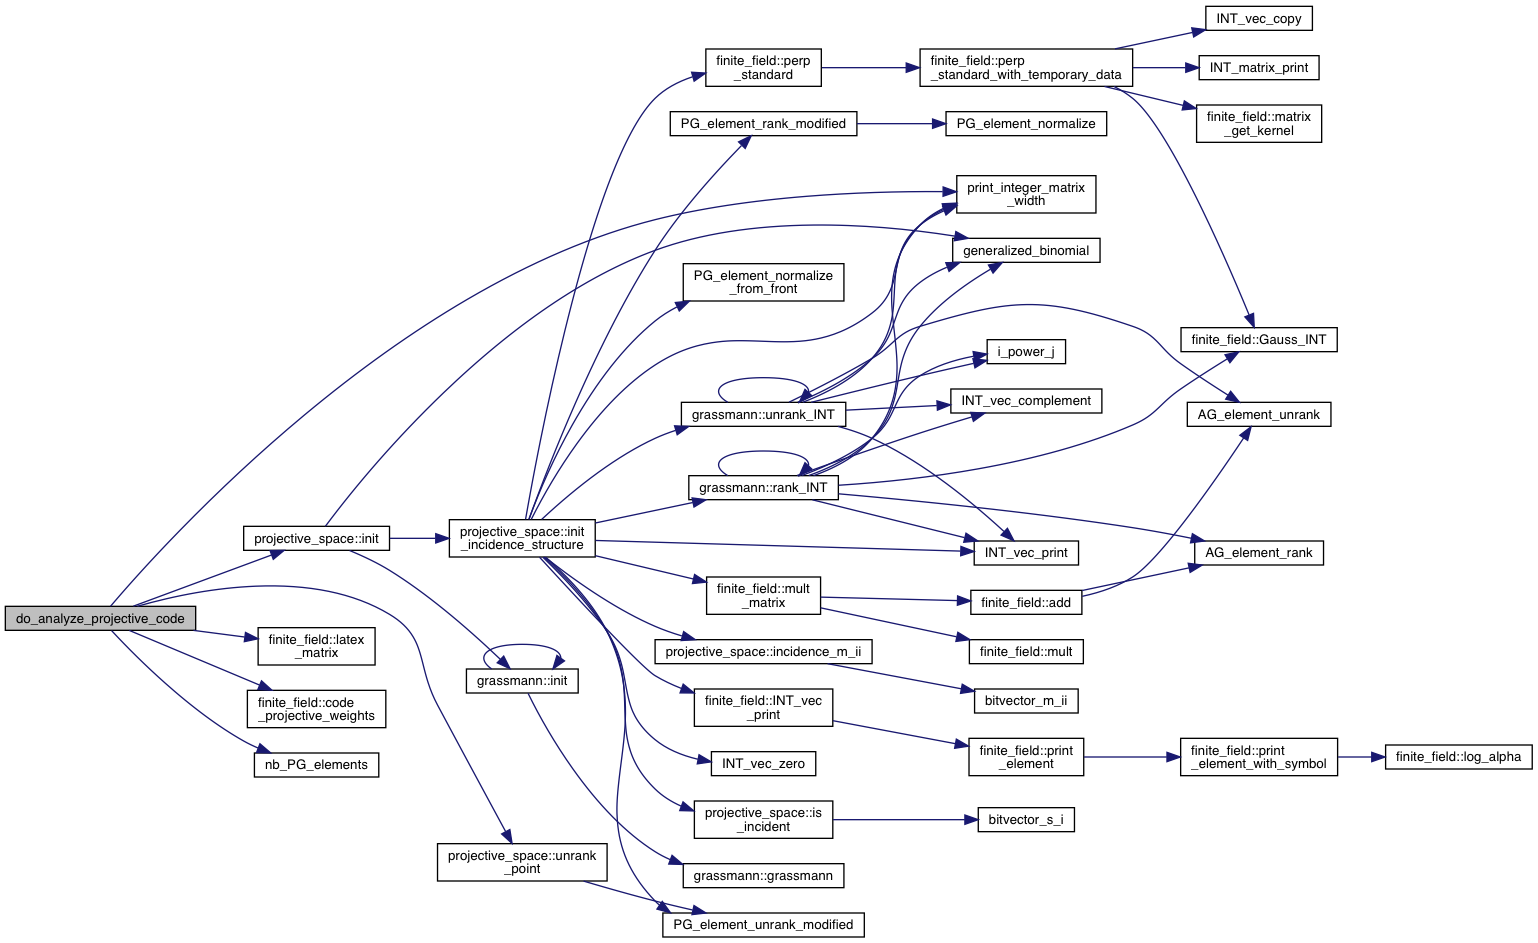 do_analyze_projective_code
projective_space::init
finite_field::latex
_matrix
finite_field::code
_projective_weights
nb_PG_elements
projective_space::init
_incidence_structure
grassmann::init
projective_space::unrank
_point
finite_field::perp
_standard
PG_element_rank_modified
PG_element_normalize
_from_front
grassmann::unrank_INT
grassmann::rank_INT
finite_field::mult
_matrix
projective_space::incidence_m_ii
finite_field::INT_vec
_print
INT_vec_zero
projective_space::is
_incident
grassmann::grassmann
PG_element_unrank_modified
finite_field::perp
_standard_with_temporary_data
PG_element_normalize
print_integer_matrix
_width
generalized_binomial
i_power_j
INT_vec_complement
INT_vec_print
finite_field::add
finite_field::mult
bitvector_m_ii
finite_field::print
_element
bitvector_s_i
INT_vec_copy
INT_matrix_print
finite_field::matrix
_get_kernel
finite_field::Gauss_INT
AG_element_unrank
AG_element_rank
finite_field::print
_element_with_symbol
finite_field::log_alpha